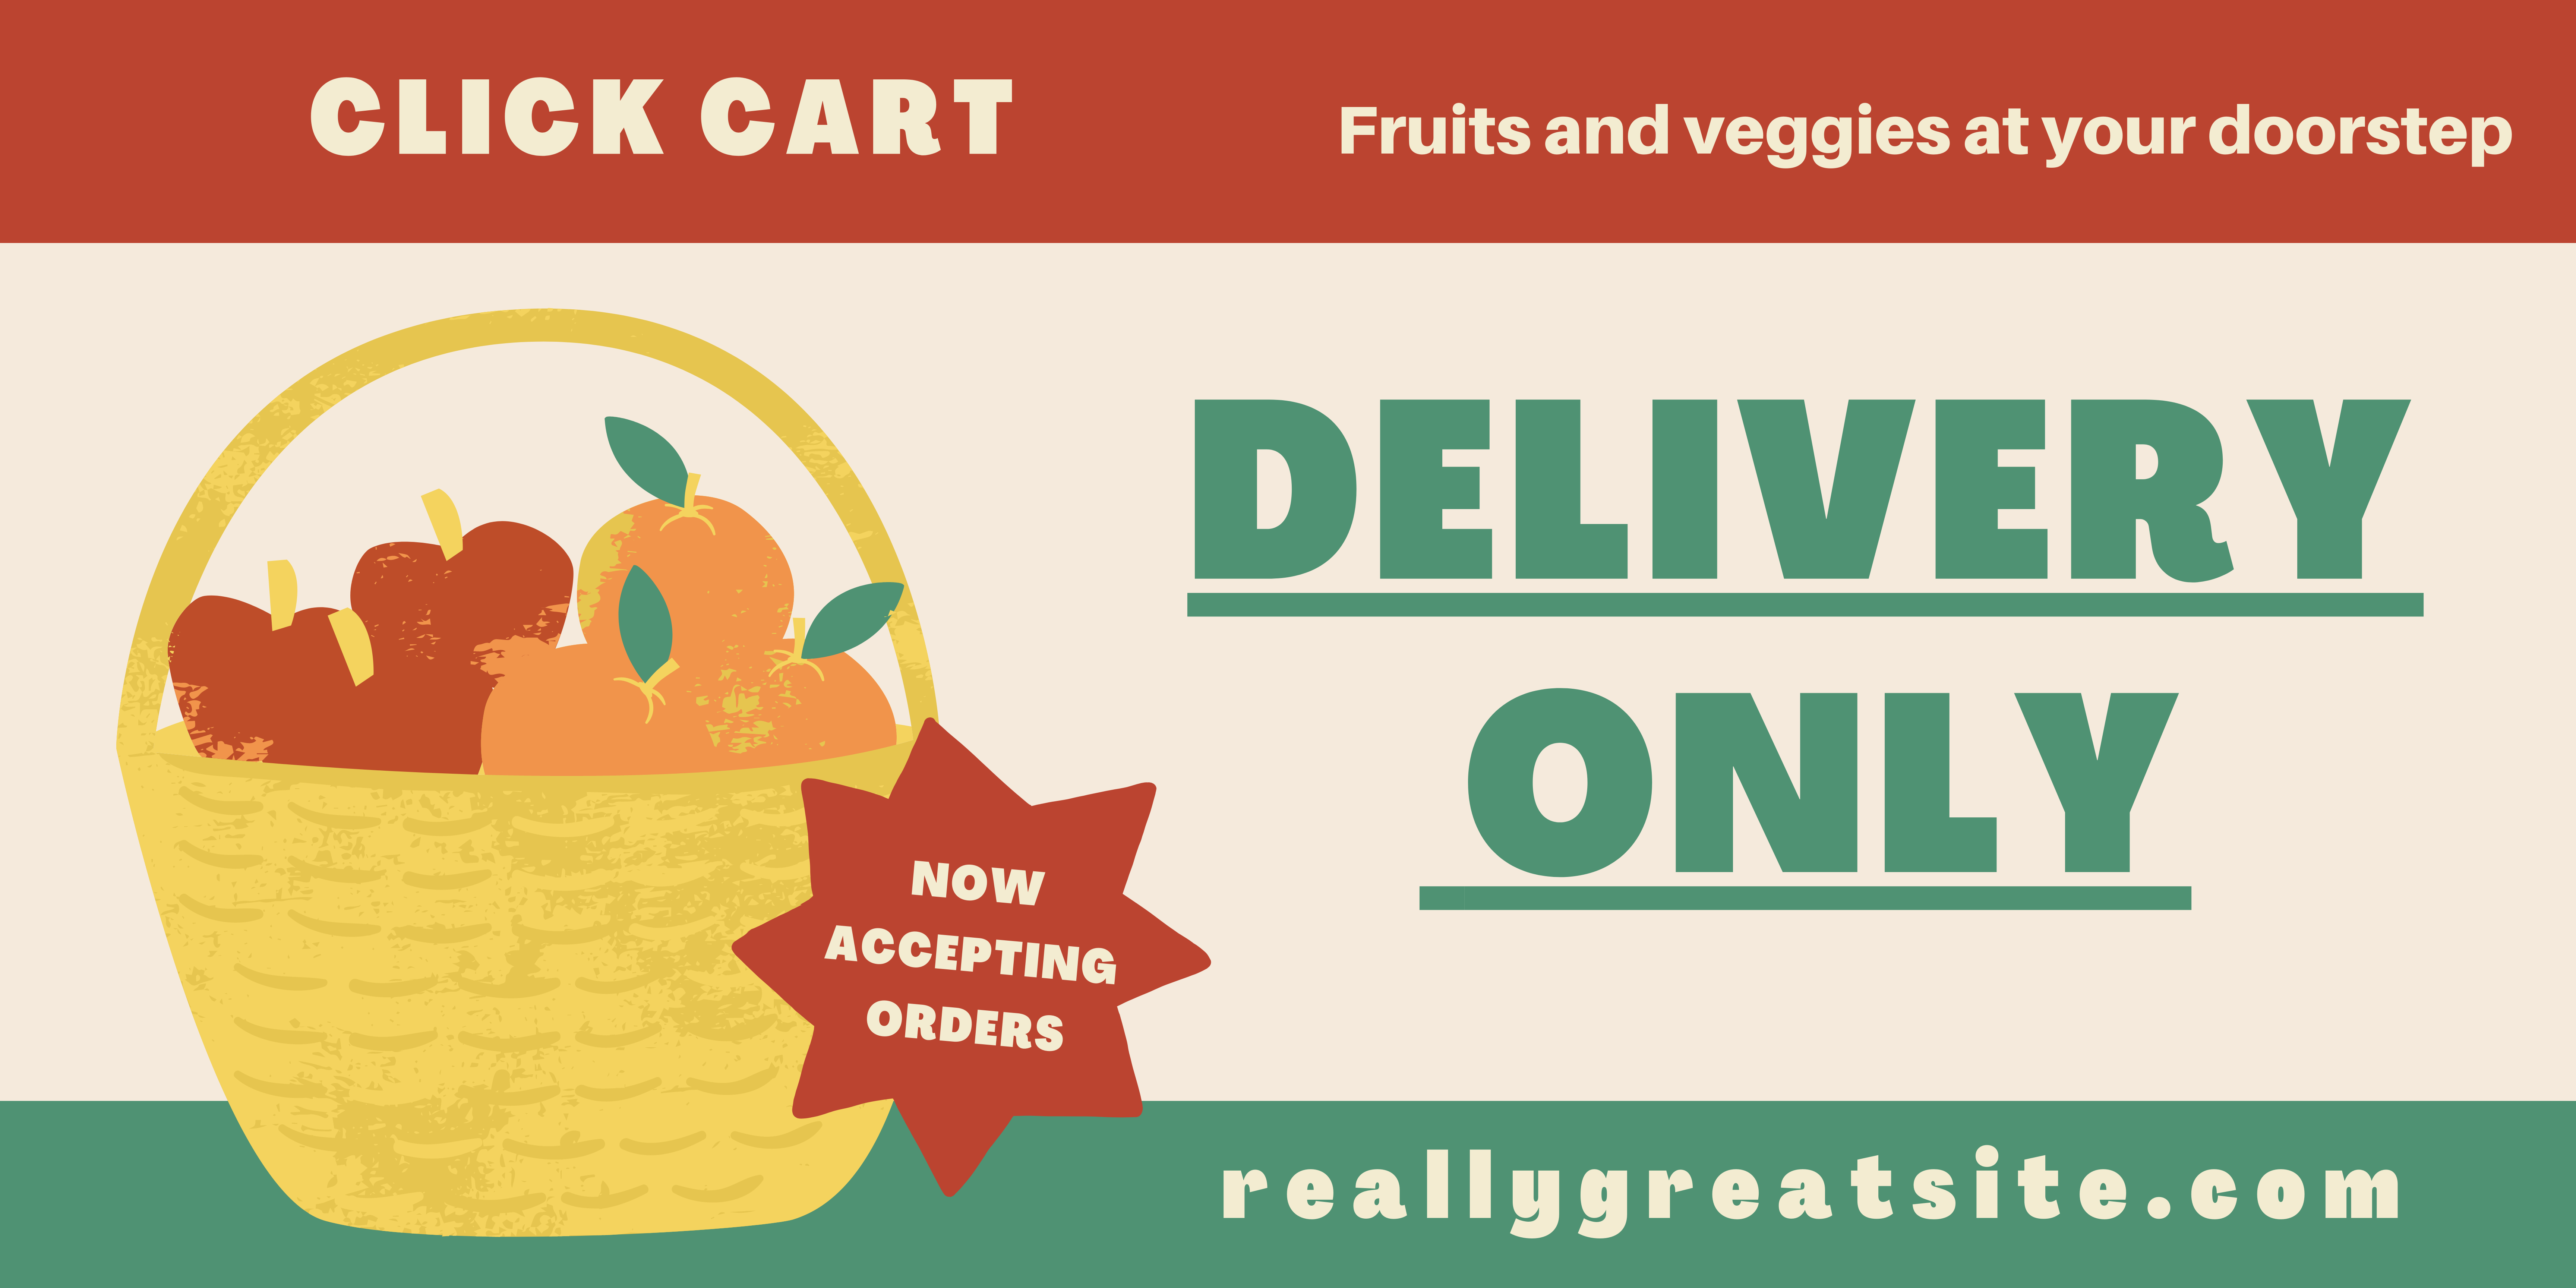 CLICK CART
Fruits and veggies at your doorstep
DELIVERY
ONLY
NOW
ACCEPTING
ORDERS
reallygreatsite.com